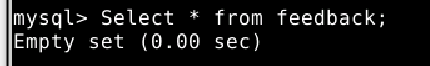 mysql> Select * from feedback;
Empty set (0.00 sec)